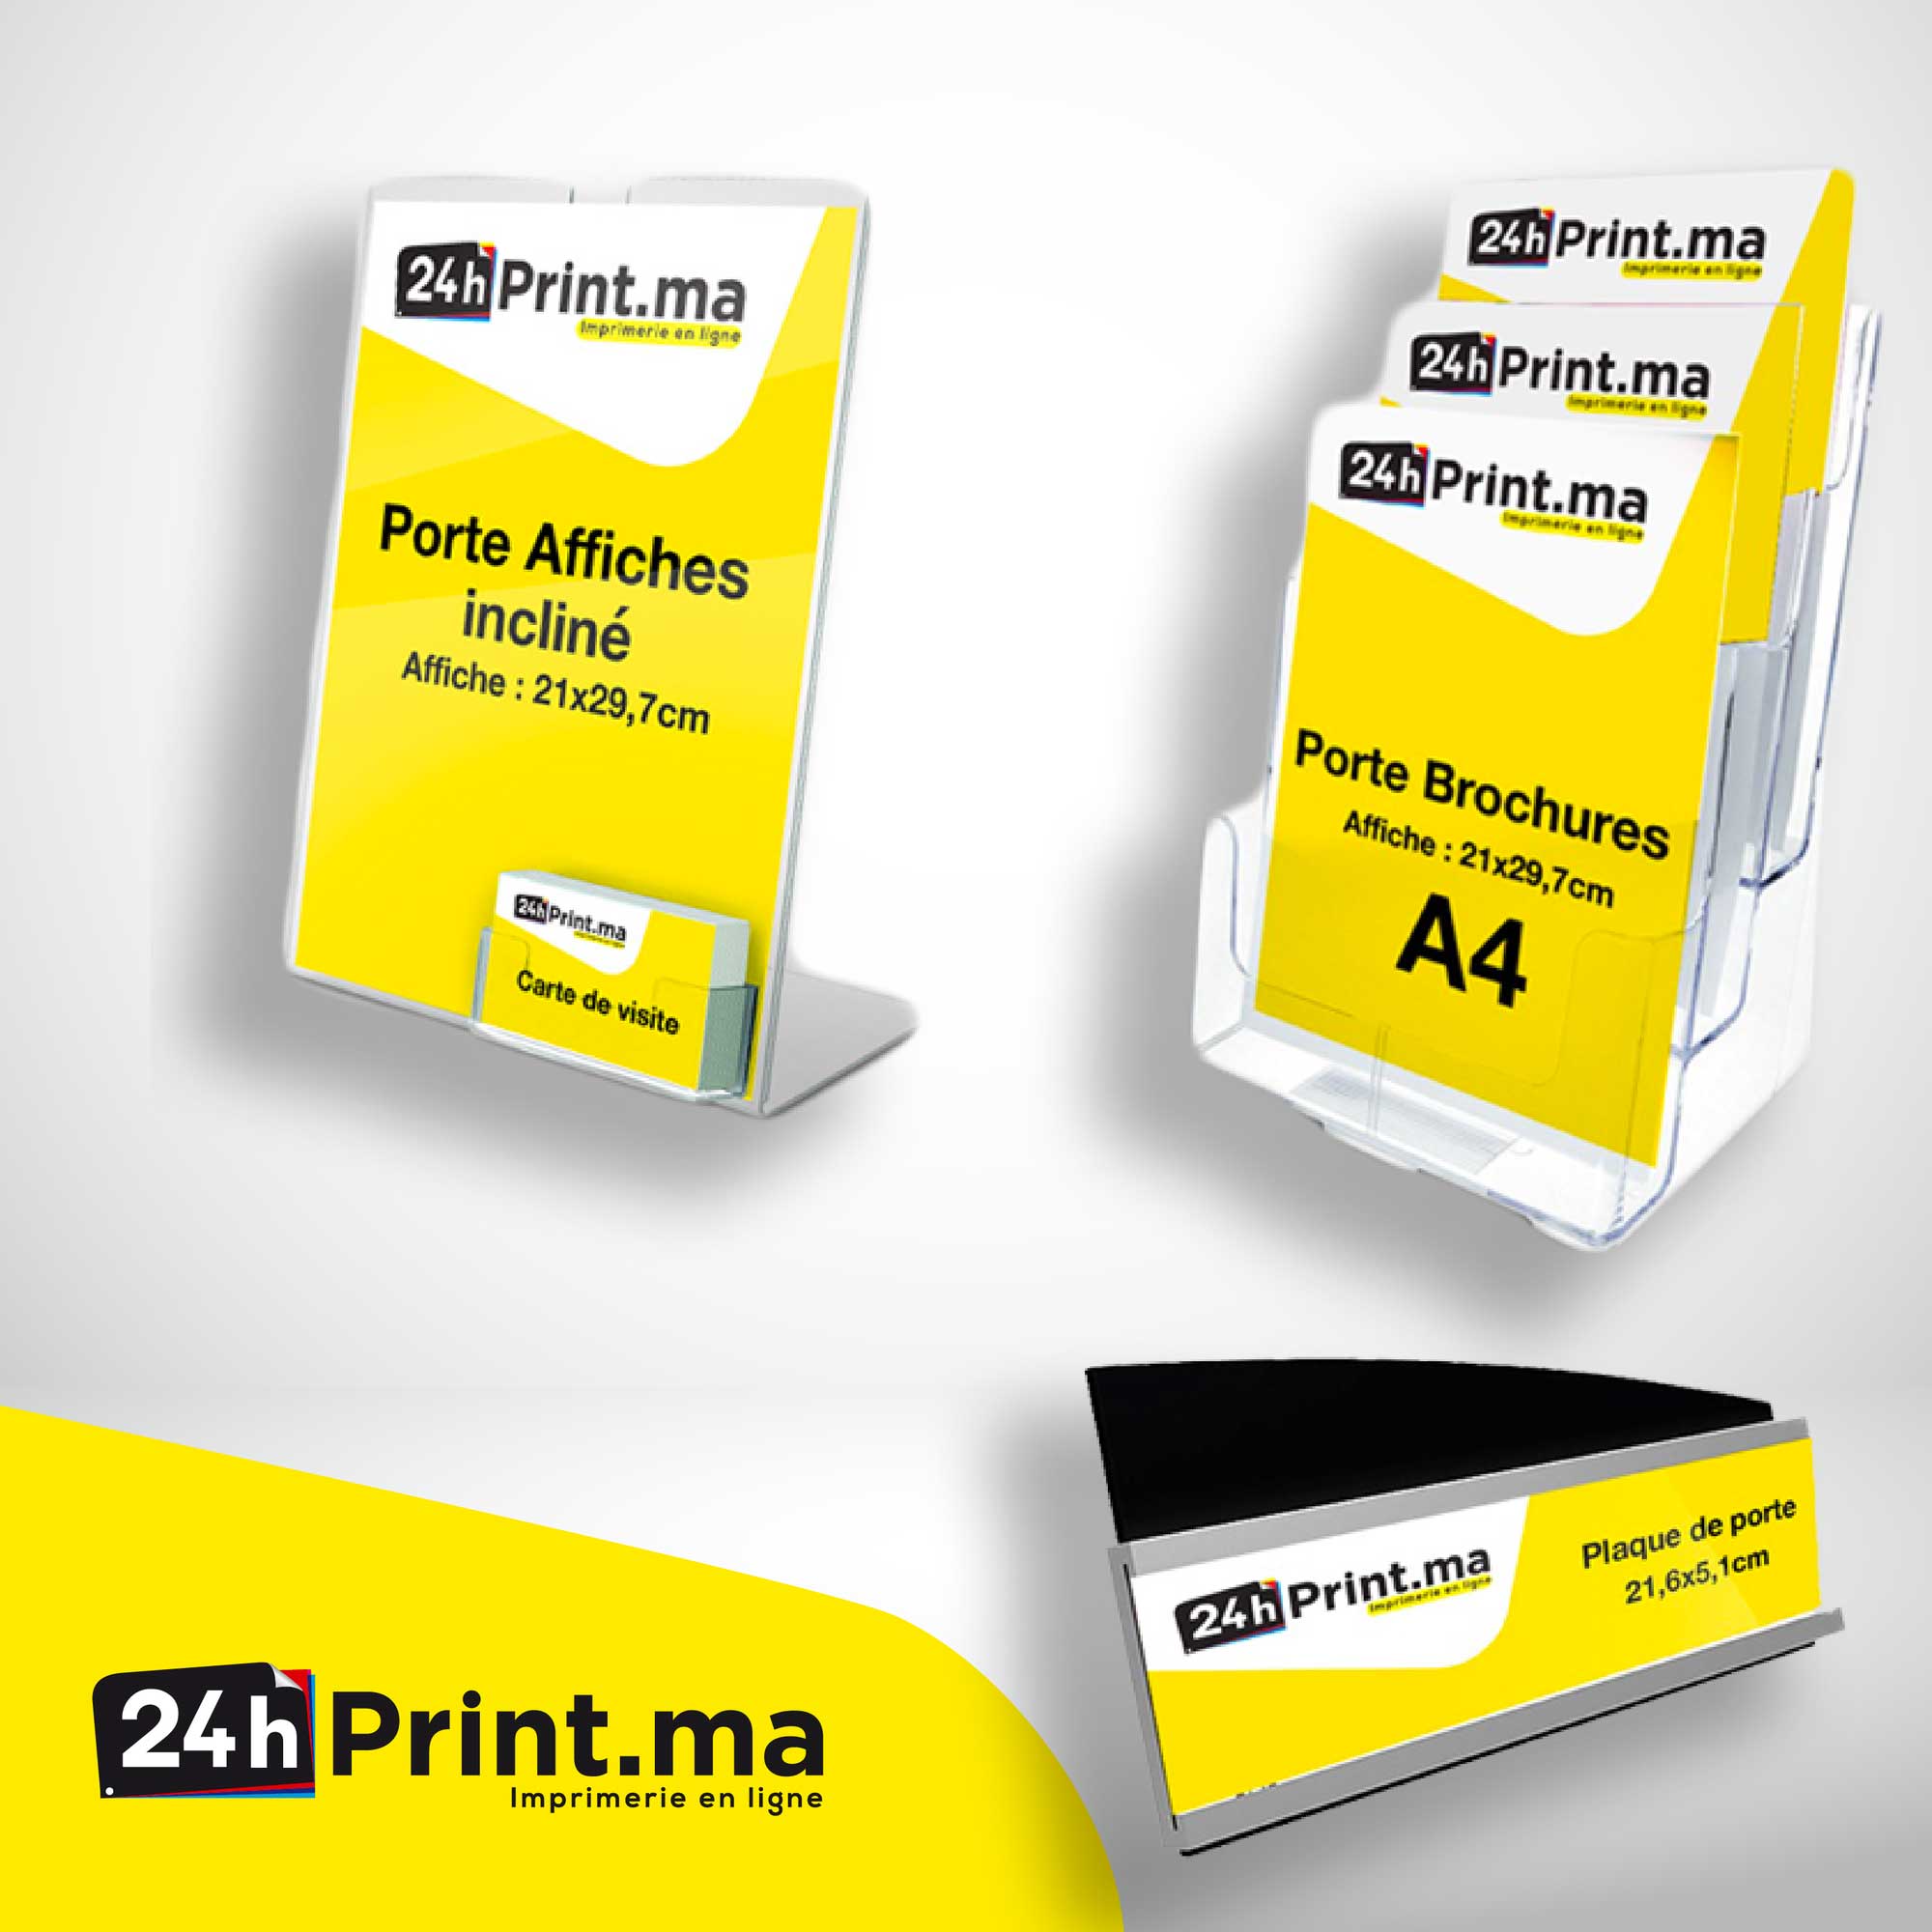 24h Print.ma
Imprimerie en ligne
Porte Affiches
incliné
Affiche : 21x29,7cm
24h Print.ma
Carte de visite
24h Print.ma
Imprimerie en ligne
24h Print.ma
Imprimerie en ligne
24h Print.ma
Imprimerie en ligne
Porte Brochures
Affiche : 21x29,7cm
A4
24h Print.ma
Imprimerie en ligne
Plaque de porte
21,6x5,1cm
24h Print.ma
Imprimerie en ligne